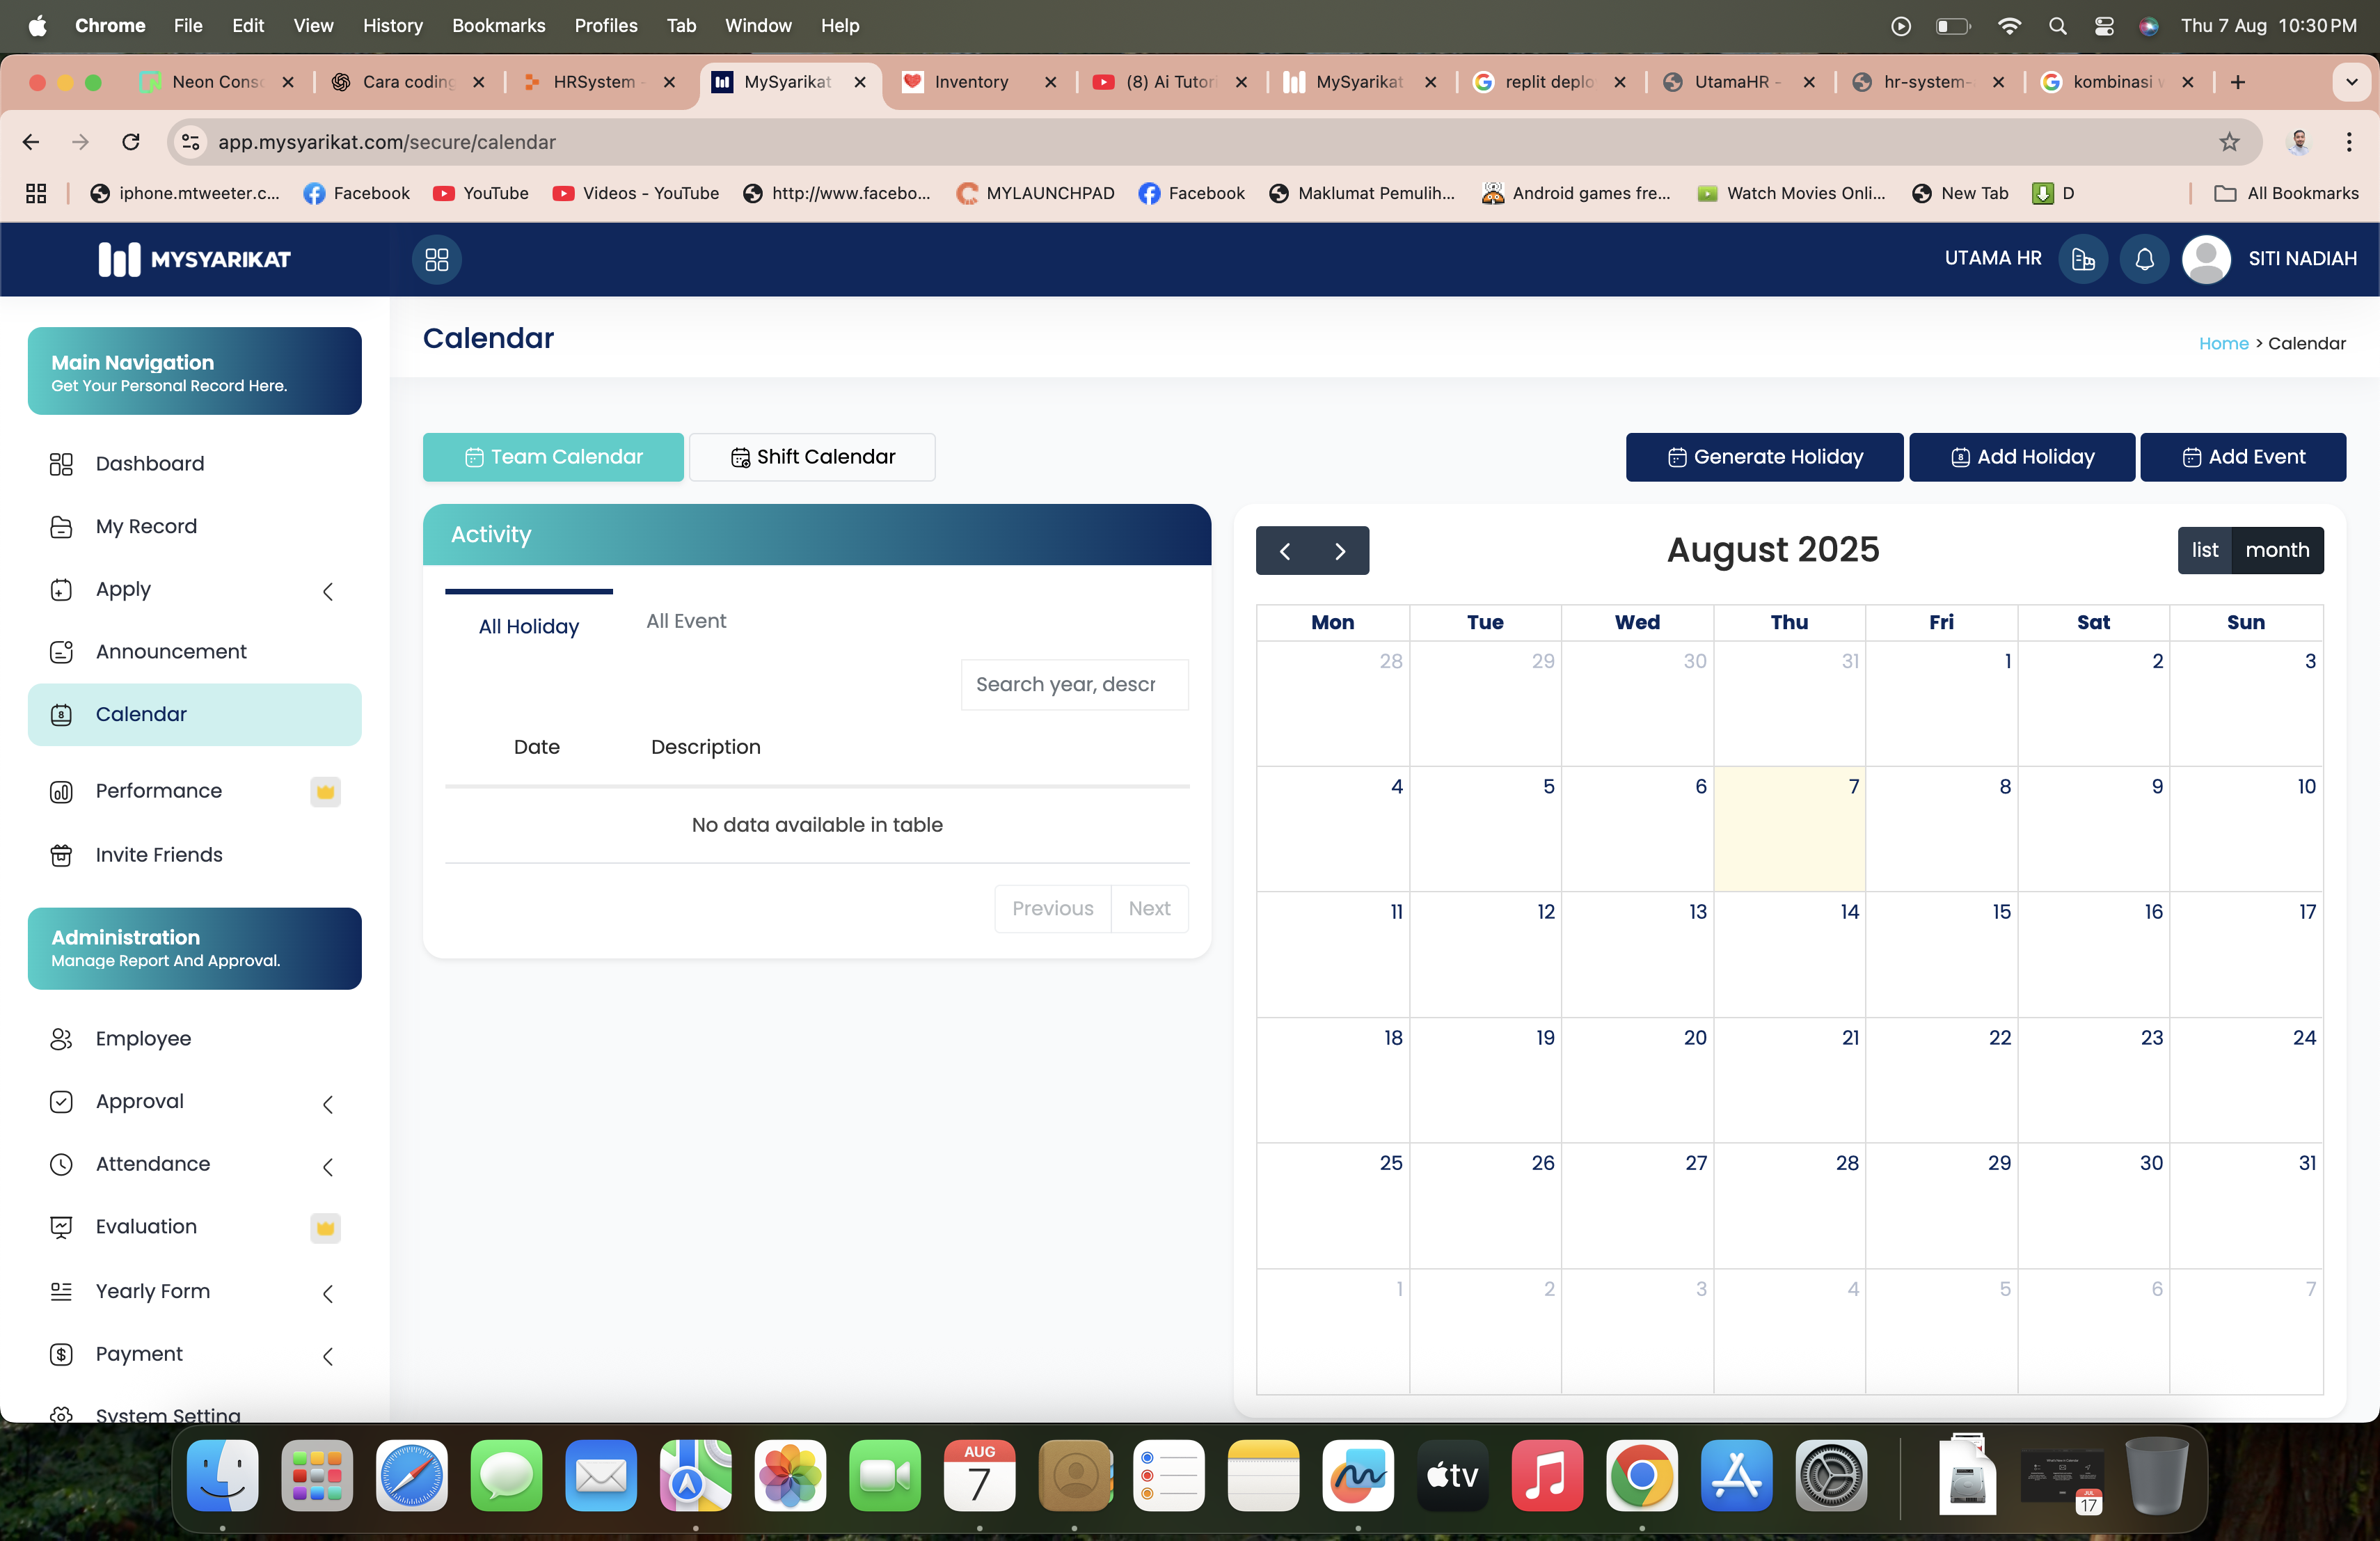 Chrome File Edit View History Bookmarks Profiles Tab Window Help Thu 7 Aug 10:30 PM
Neon Conso Cara coding HRSystem - MySyarikat Inventory (8) Ai Tutori MySyarikat replit deplo UtamaHR - hr-system- kombinasi w
app.mysyarikat.com/secure/calendar
iphone.mtweeter.c... Facebook YouTube Videos - YouTube http://www.facebo... MYLAUNCHPAD Facebook Maklumat Pemulih... Android games fre... Watch Movies Onli... New Tab D All Bookmarks
MYSYARIKAT UTAMA HR SITI NADIAH
Main Navigation
Get Your Personal Record Here.
Dashboard
My Record
Apply
Announcement
8 Calendar
Performance
Invite Friends
Administration
Manage Report And Approval.
Employee
Approval
Attendance
Evaluation
Yearly Form
Payment
System Setting
Calendar
Home > Calendar
Team Calendar Shift Calendar
Generate Holiday 8 Add Holiday Add Event
Activity
All Holiday All Event
Search year, descr
Date Description
No data available in table
Previous Next
August 2025
list month
Mon Tue Wed Thu Fri Sat Sun
28 29 30 31 1 2 3
4 5 6 7 8 9 10
11 12 13 14 15 16 17
18 19 20 21 22 23 24
25 26 27 28 29 30 31
1 2 3 4 5 6 7
AUG
7
tv
JUL
17